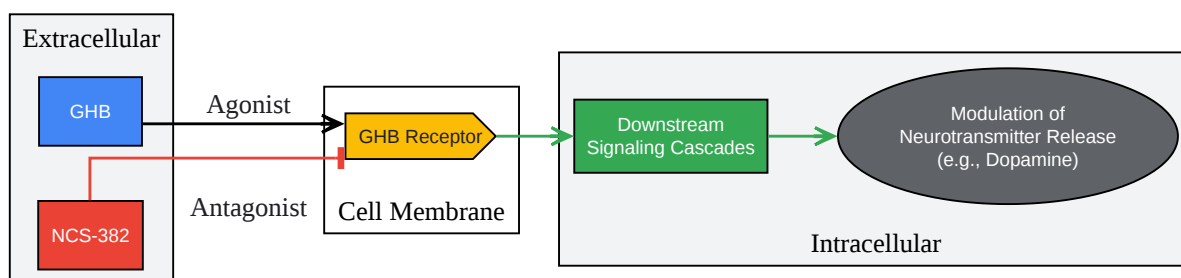 Extracellular
GHB
NCS-382
Agonist
Antagonist
GHB Receptor
Cell Membrane
Downstream
Signaling Cascades
Modulation of
Neurotransmitter Release
(e.g., Dopamine)
Intracellular